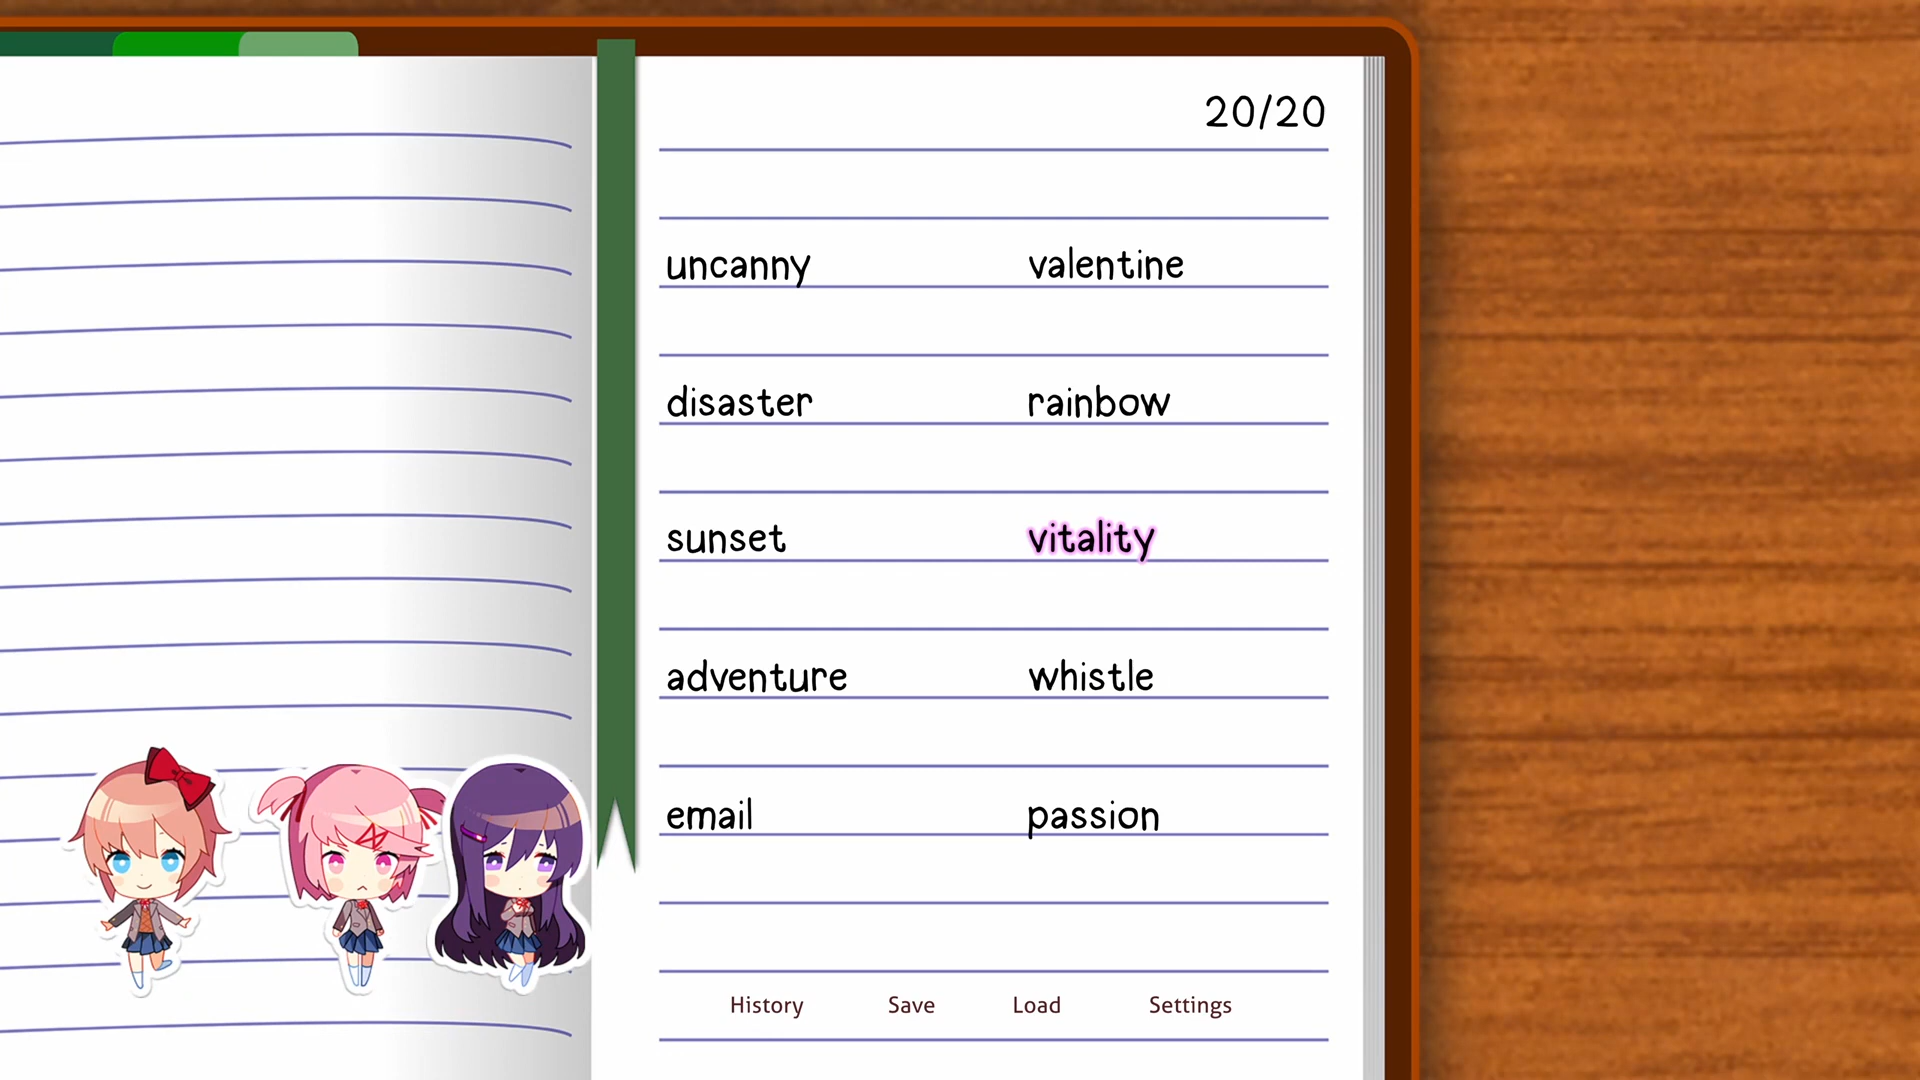 20/20
uncanny valentine
disaster rainbow
sunset vitality
adventure whistle
email passion
History Save Load Settings